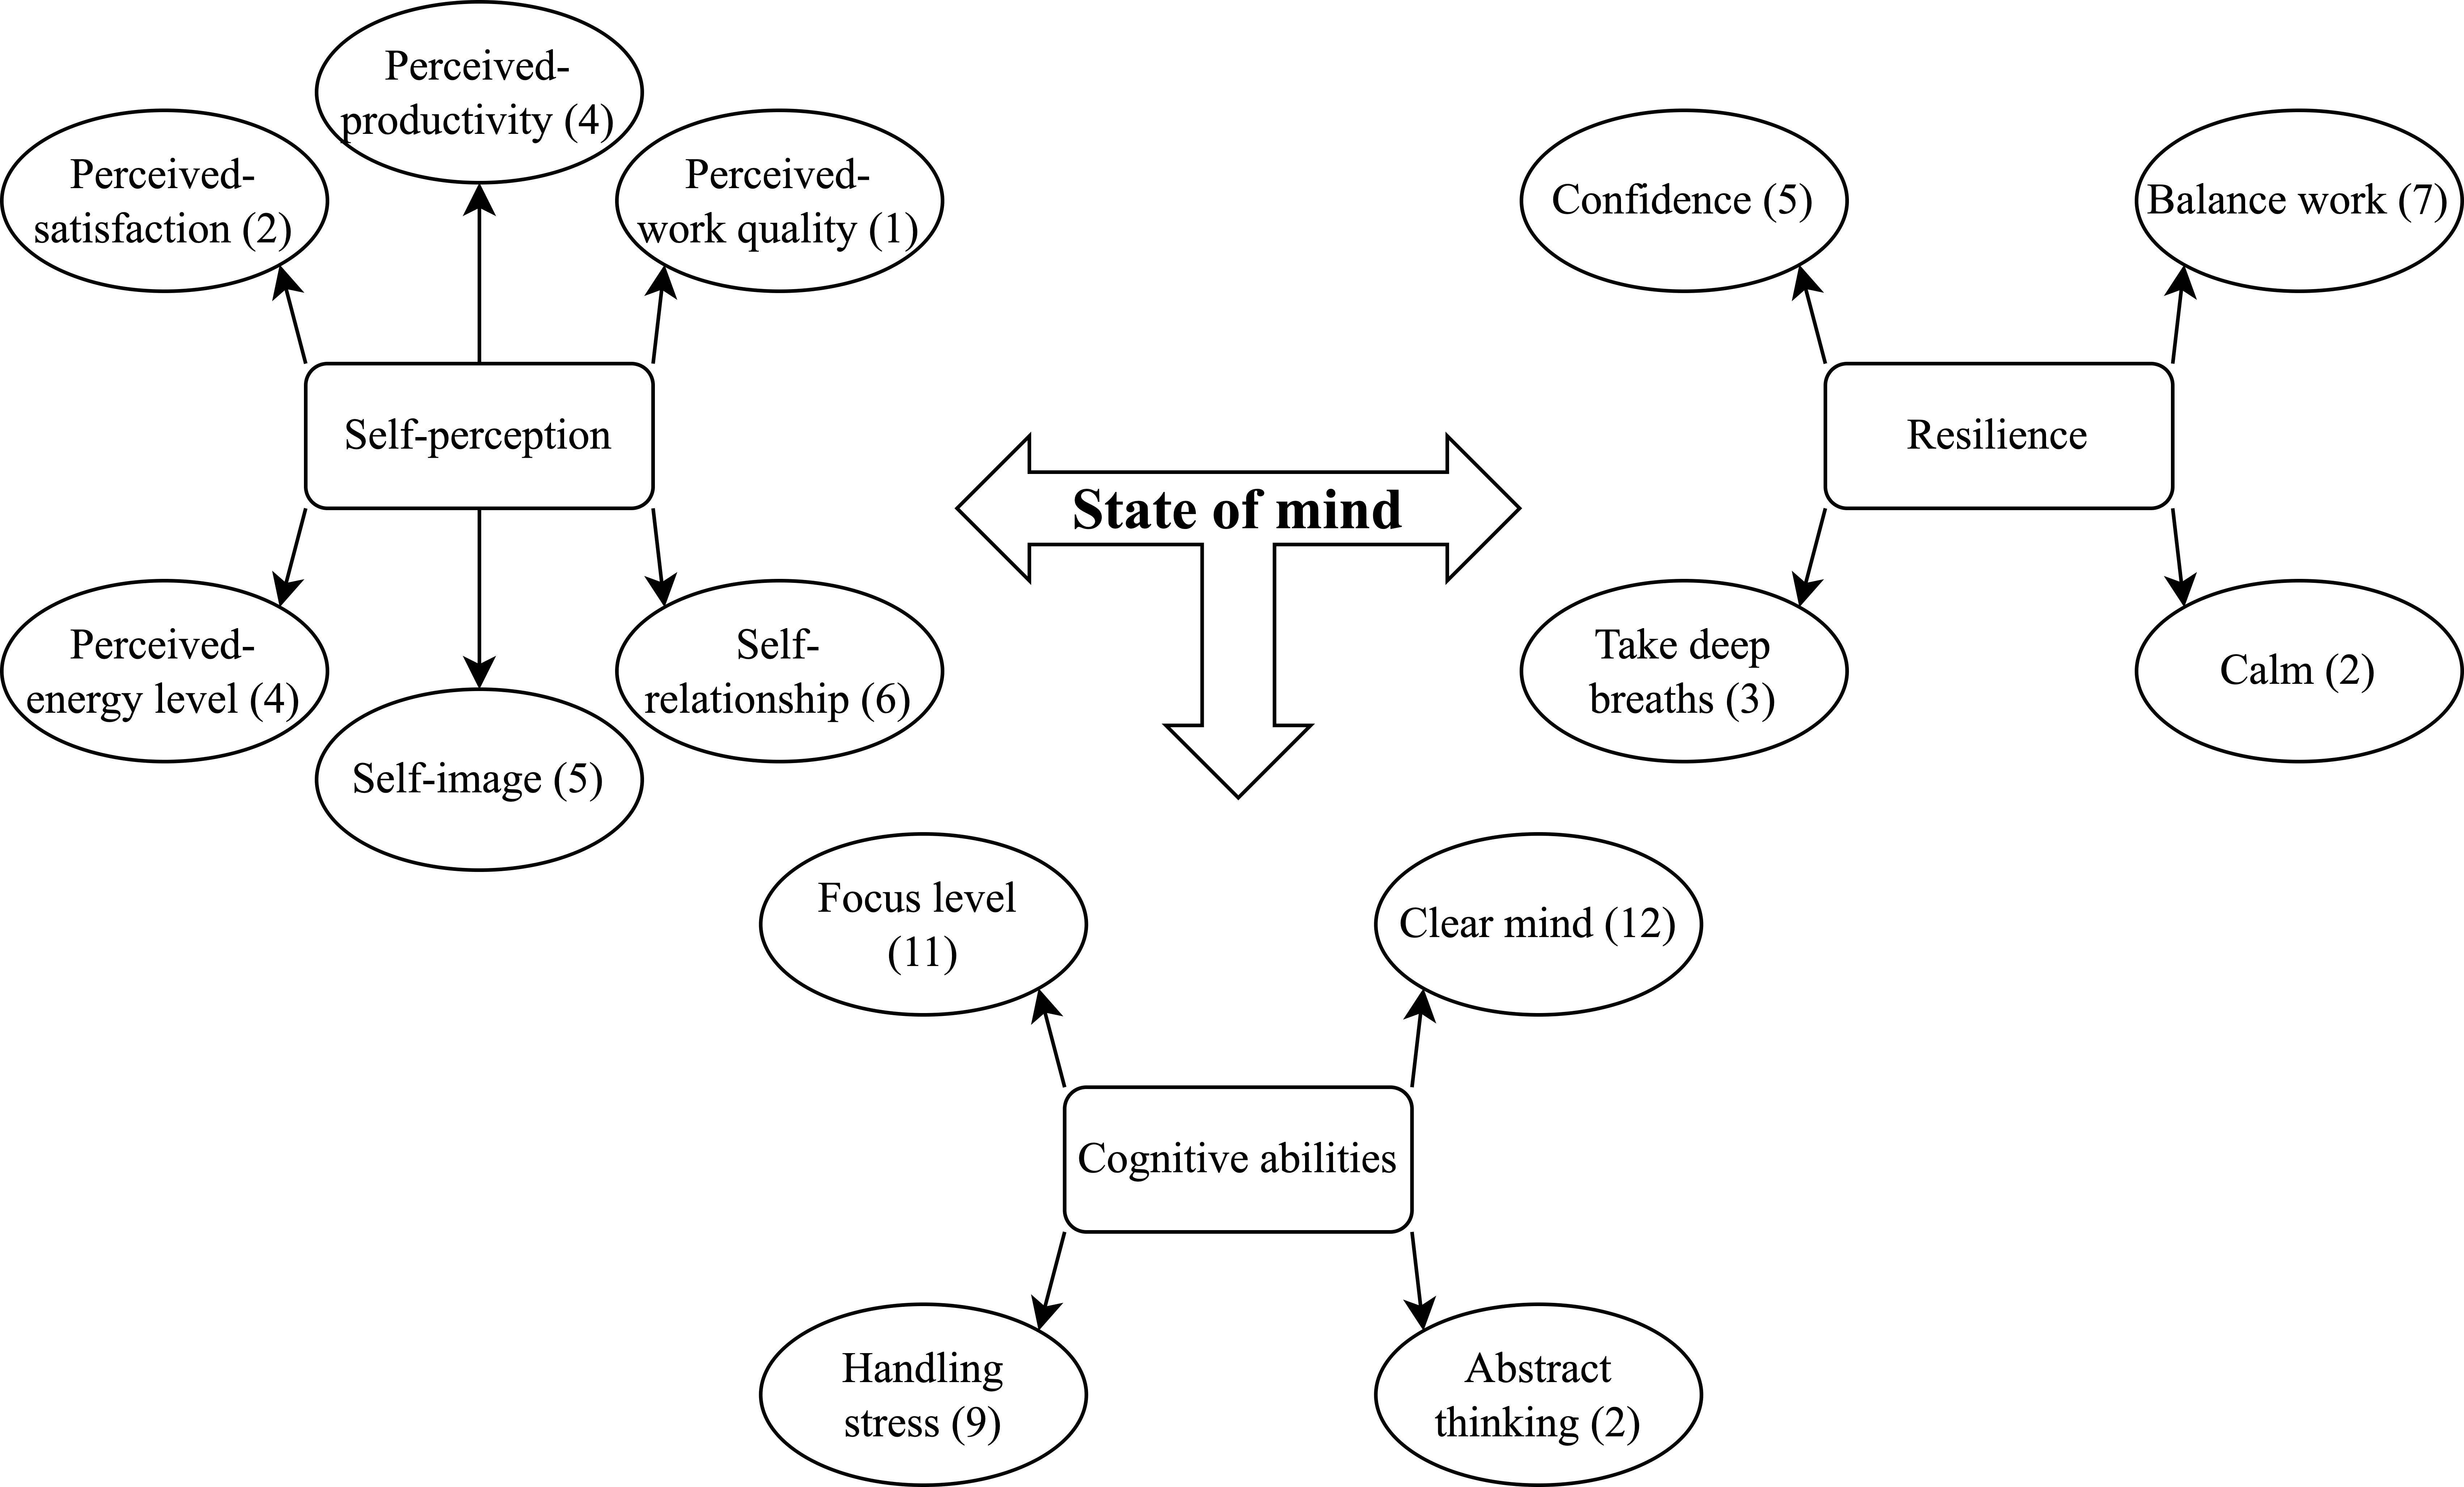 Perceived-
productivity (4)
Perceived-
satisfaction (2)
Perceived-
work quality (1)
Self-perception
Perceived-
energy level (4)
Self-image (5)
Self-
relationship (6)
State of mind
Confidence (5)
Balance work (7)
Resilience
Take deep
breaths (3)
Calm (2)
Focus level
(11)
Clear mind (12)
Cognitive abilities
Handling
stress (9)
Abstract
thinking (2)